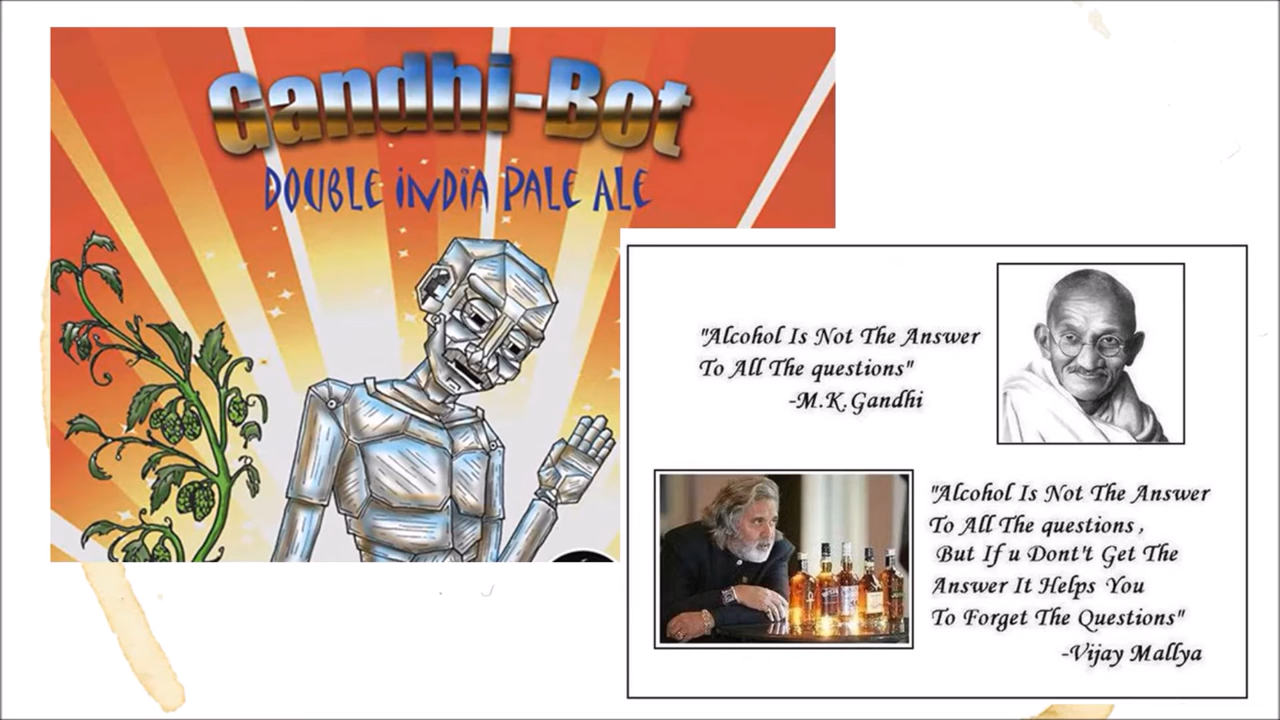 Gandhi-Bot
DOUBLE iNDiA PALE ALE
"Alcohol Is Not The Answer
To All The questions"
-M.K.Gandhi
"Alcohol Is Not The Answer
To All The questions,
But If u Dont't Get The
Answer It Helps You
To Forget The Questions"
-Vijay Mallya